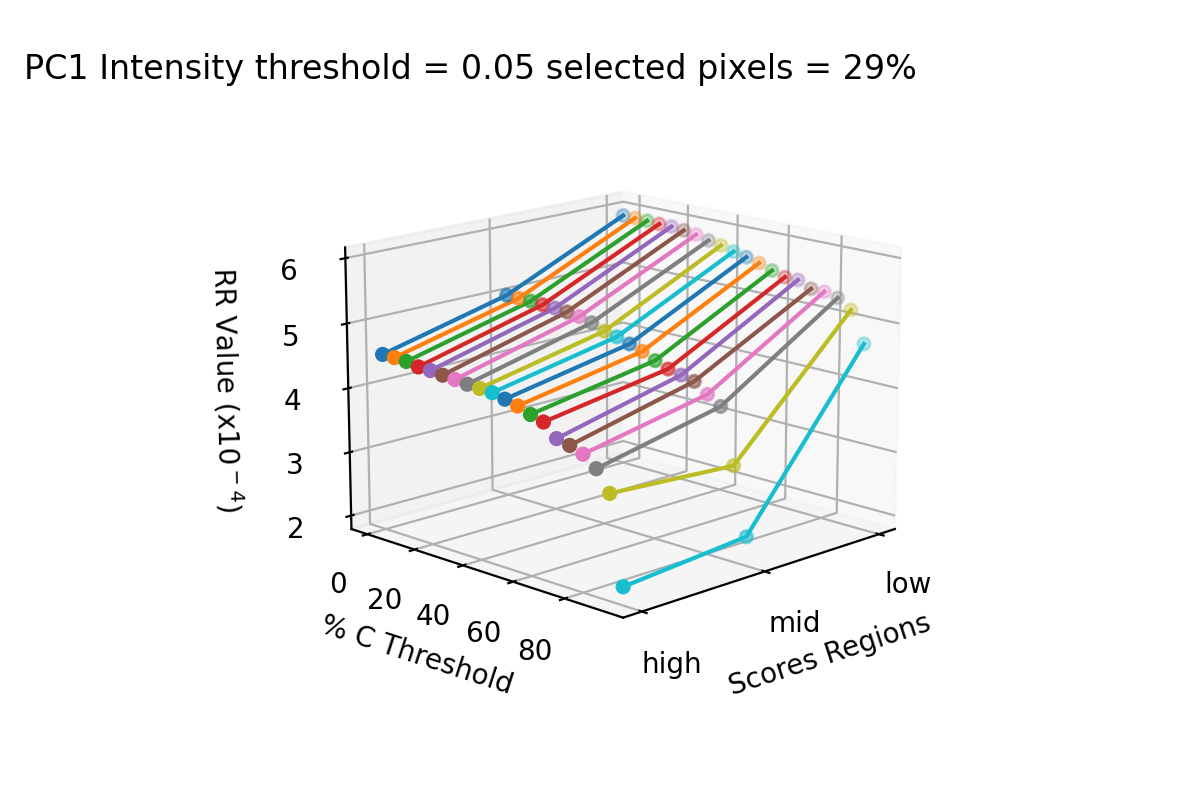 PC1 Intensity threshold = 0.05 selected pixels = 29%
RR Value (x10⁻⁴)
6
5
4
3
2
0
20
40
60
80
% C Threshold
high
mid
low
Scores Regions